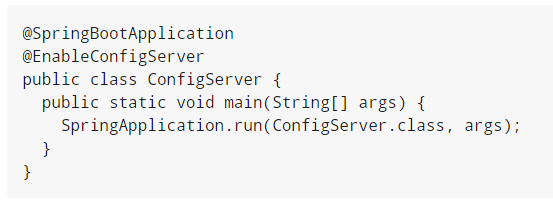 @SpringBootApplication
@EnableConfigServer
public class ConfigServer {
  public static void main(String[] args) {
    SpringApplication.run(ConfigServer.class, args);
  }
}